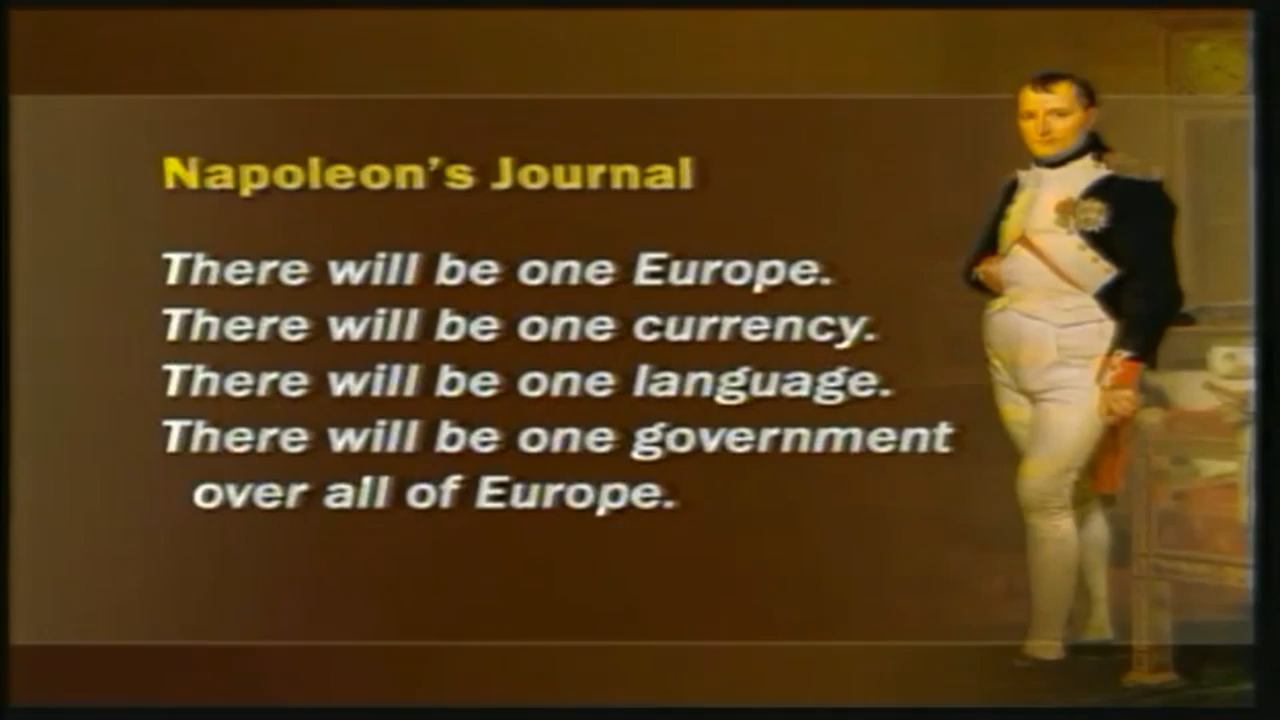 Napoleon's Journal
There will be one Europe.
There will be one currency.
There will be one language.
There will be one government
over all of Europe.